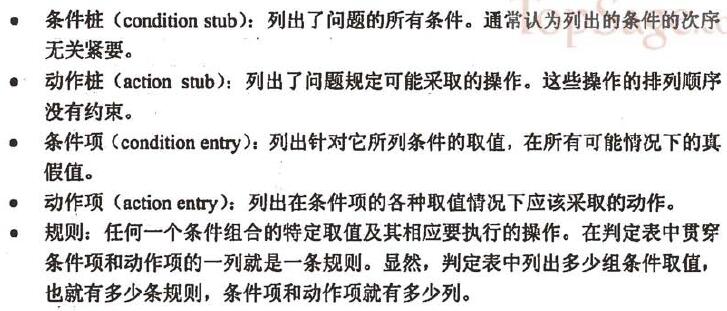 TopSage.c
● 条件桩（condition stub）：列出了问题的所有条件。通常认为列出的条件的次序
无关紧要。
● 动作桩（action stub）：列出了问题规定可能采取的操作。这些操作的排列顺序
没有约束。
● 条件项（condition entry）：列出针对它所列条件的取值，在所有可能情况下的真
假值。
● 动作项（action entry）：列出在条件项的各种取值情况下应该采取的动作。
● 规则：任何一个条件组合的特定取值及其相应要执行的操作。在判定表中贯穿
条件项和动作项的一列就是一条规则。显然，判定表中列出多少组条件取值，
也就有多少条规则，条件项和动作项就有多少列。